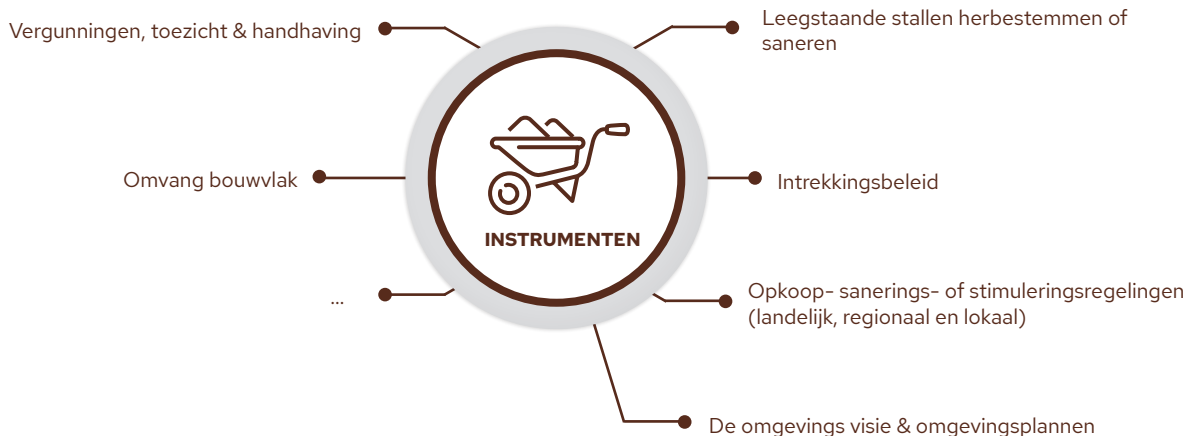 Vergunningen, toezicht & handhaving
Leegstaande stallen herbestemmen of
saneren
Omvang bouwvlak
Intrekkingsbeleid
INSTRUMENTEN
...
Opkoop- sanerings- of stimuleringsregelingen
(landelijk, regionaal en lokaal)
De omgevings visie & omgevingsplannen